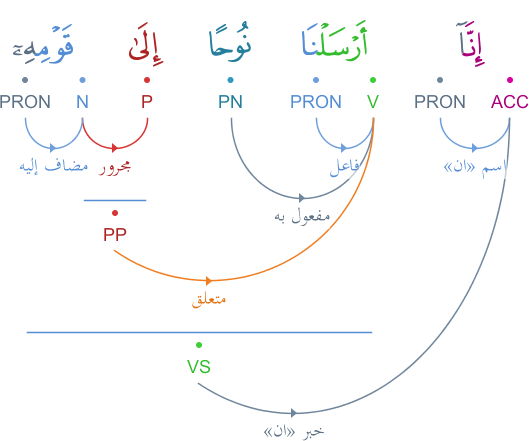 إِنَّآ أَرْسَلْنَا نُوحًا إِلَىٰ قَوْمِهِۦٓ
PRON N P PN PRON V PRON ACC
مضاف إليه مجرور فاعل اسم «ان»
مفعول به
PP
متعلق
VS
خبر «ان»